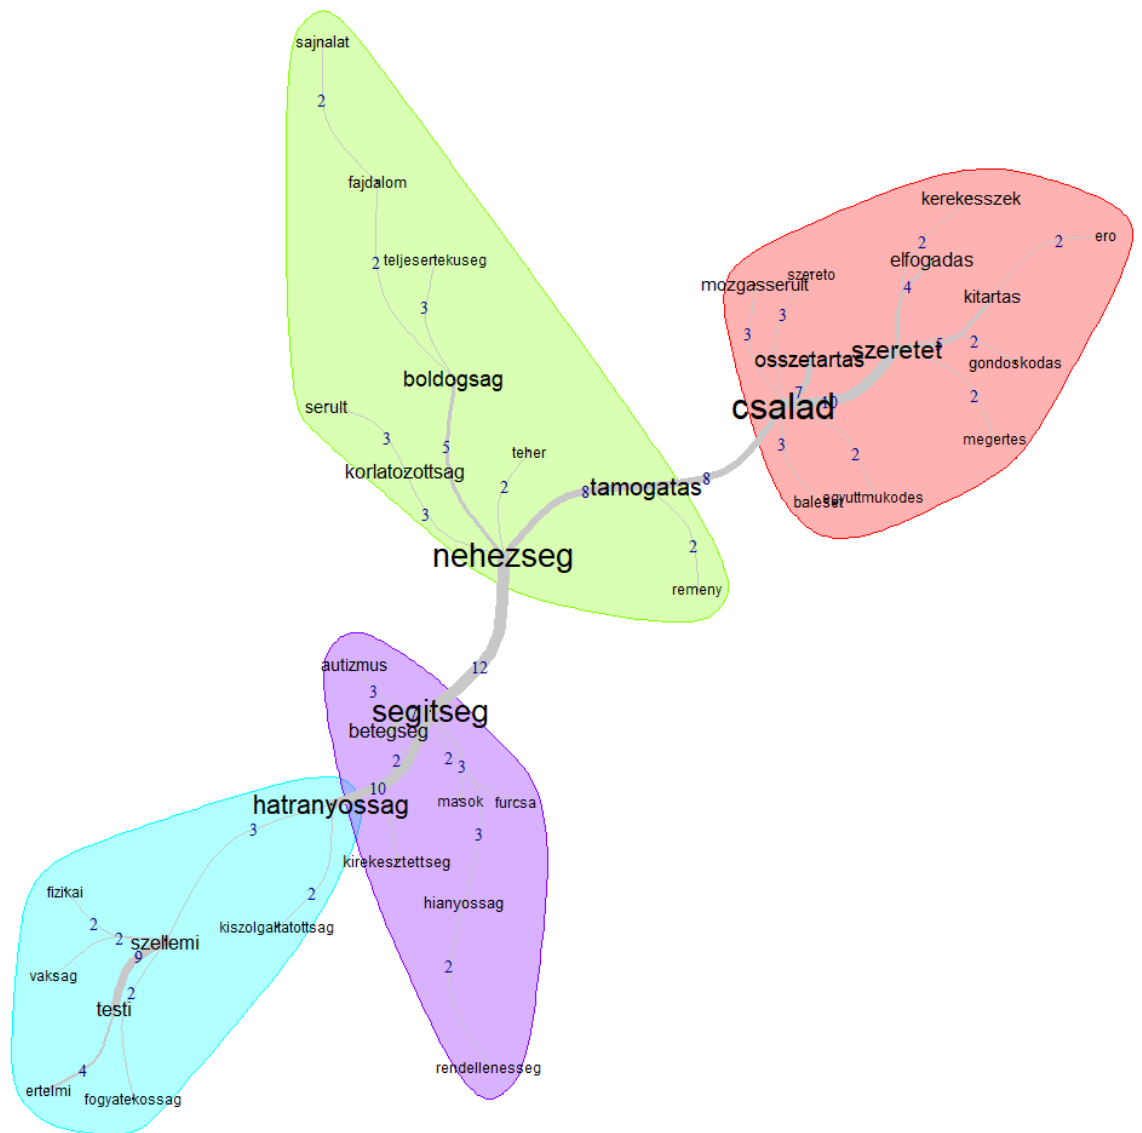 sajnalat
2
fajdalom
2
teljesertekuseg
3
boldogsag
serult
3
5
korlatozottsag
teher
2
3
8
tamogatas
8
nehezseg
2
remeny
kerekesszek
2
2
ero
elfogadas
mozgasserult
szereto
4
kitartas
3
3
osszetartas
szeretet
5
2
gondoskodas
csalad
7
10
2
megertes
3
2
baleset
egyuttmukodes
12
autizmus
3
segitseg
betegseg
2
2
3
10
masok
furcsa
hatranyossag
3
3
kirekesztettseg
2
hianyossag
kiszolgaltatottsag
fizikai
2
2
szellemi
9
vaksag
2
2
testi
4
ertelmi
fogyatekossag
rendellenesseg